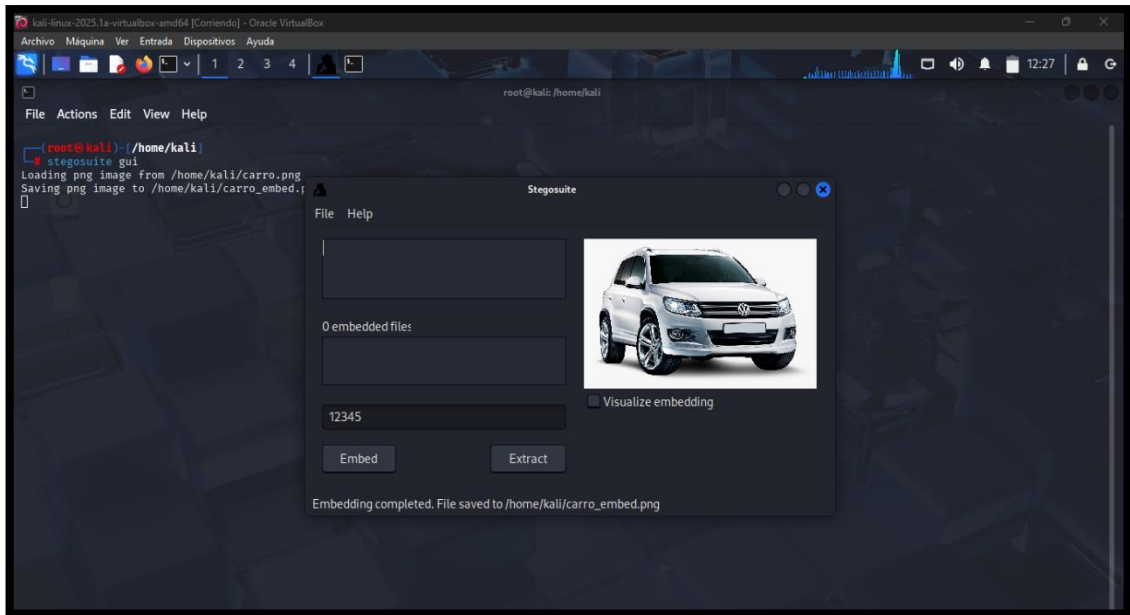 kali-linux-2025.1a-virtualbox-amd64 [Corriendo] - Oracle VirtualBox
Archivo Máquina Ver Entrada Dispositivos Ayuda
1 2 3 4
12:27
root@kali: /home/kali
File Actions Edit View Help
(root㉿kali)-[/home/kali]
# stegosuite gui
Loading png image from /home/kali/carro.png
Saving png image to /home/kali/carro_embed.p
Stegosuite
File Help
0 embedded files
Visualize embedding
12345
Embed Extract
Embedding completed. File saved to /home/kali/carro_embed.png